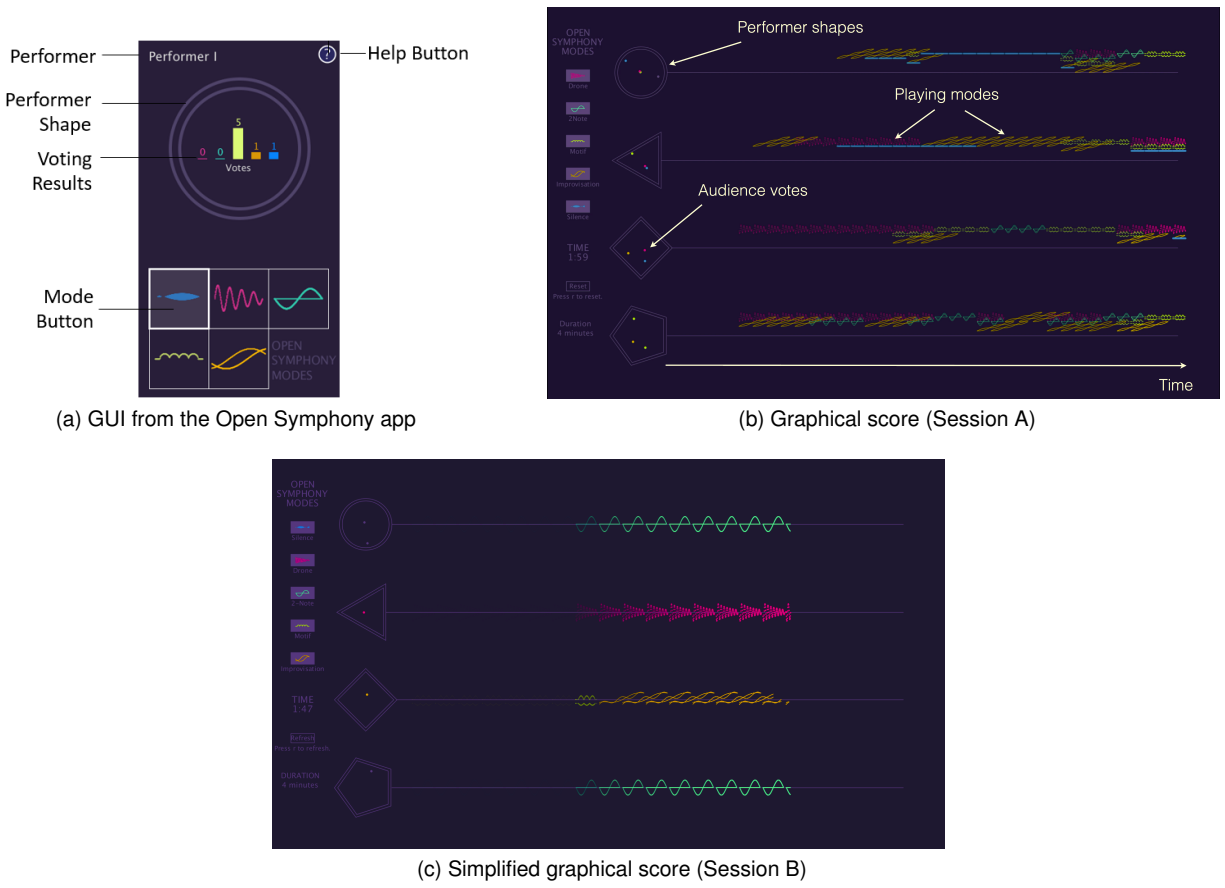 Performer
Performer
Shape
Voting
Results
Mode
Button
Performer I
?
Help Button
0 0 5 1 1
Votes
OPEN
SYMPHONY
MODES
(a) GUI from the Open Symphony app
OPEN
SYMPHONY
MODES
Drone
2Note
Motif
Improvisation
Silence
TIME
1:59
Reset
Press r to reset.
Duration
4 minutes
Performer shapes
Playing modes
Audience votes
Time
(b) Graphical score (Session A)
OPEN
SYMPHONY
MODES
Silence
Drone
2-Note
Motif
Improvisation
TIME
1:47
Refresh
Press r to refresh.
DURATION
4 minutes
(c) Simplified graphical score (Session B)